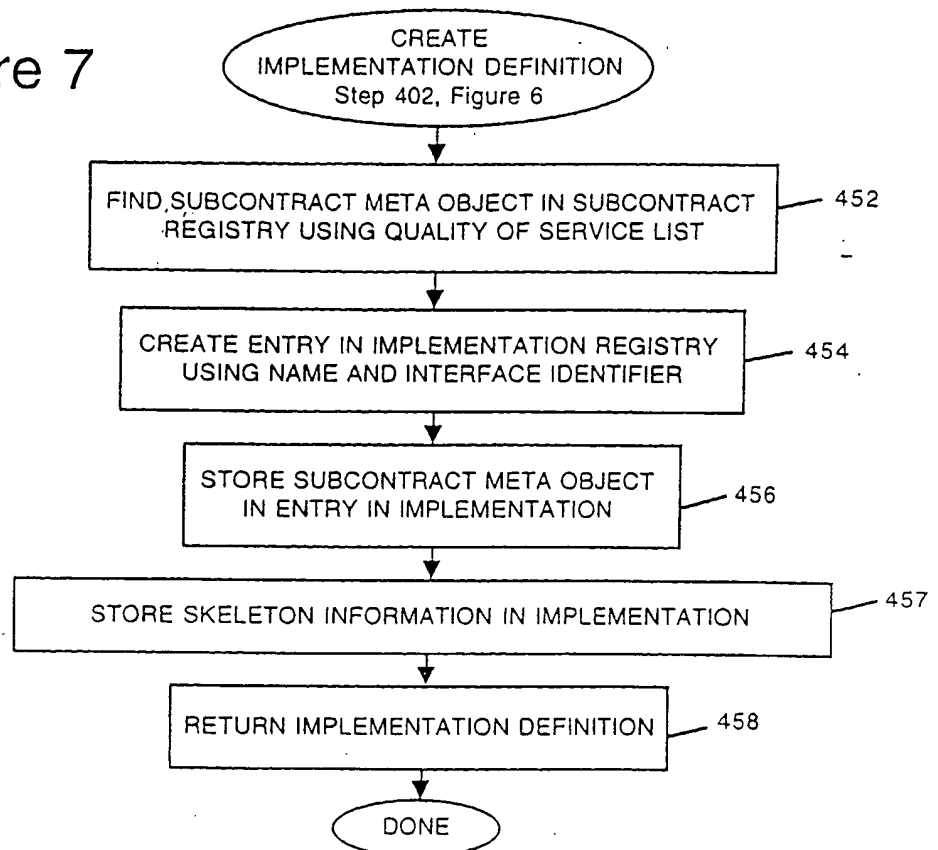 re 7
CREATE
IMPLEMENTATION DEFINITION
Step 402, Figure 6
FIND SUBCONTRACT META OBJECT IN SUBCONTRACT
REGISTRY USING QUALITY OF SERVICE LIST
452
CREATE ENTRY IN IMPLEMENTATION REGISTRY
USING NAME AND INTERFACE IDENTIFIER
454
STORE SUBCONTRACT META OBJECT
IN ENTRY IN IMPLEMENTATION
456
STORE SKELETON INFORMATION IN IMPLEMENTATION
457
RETURN IMPLEMENTATION DEFINITION
458
DONE